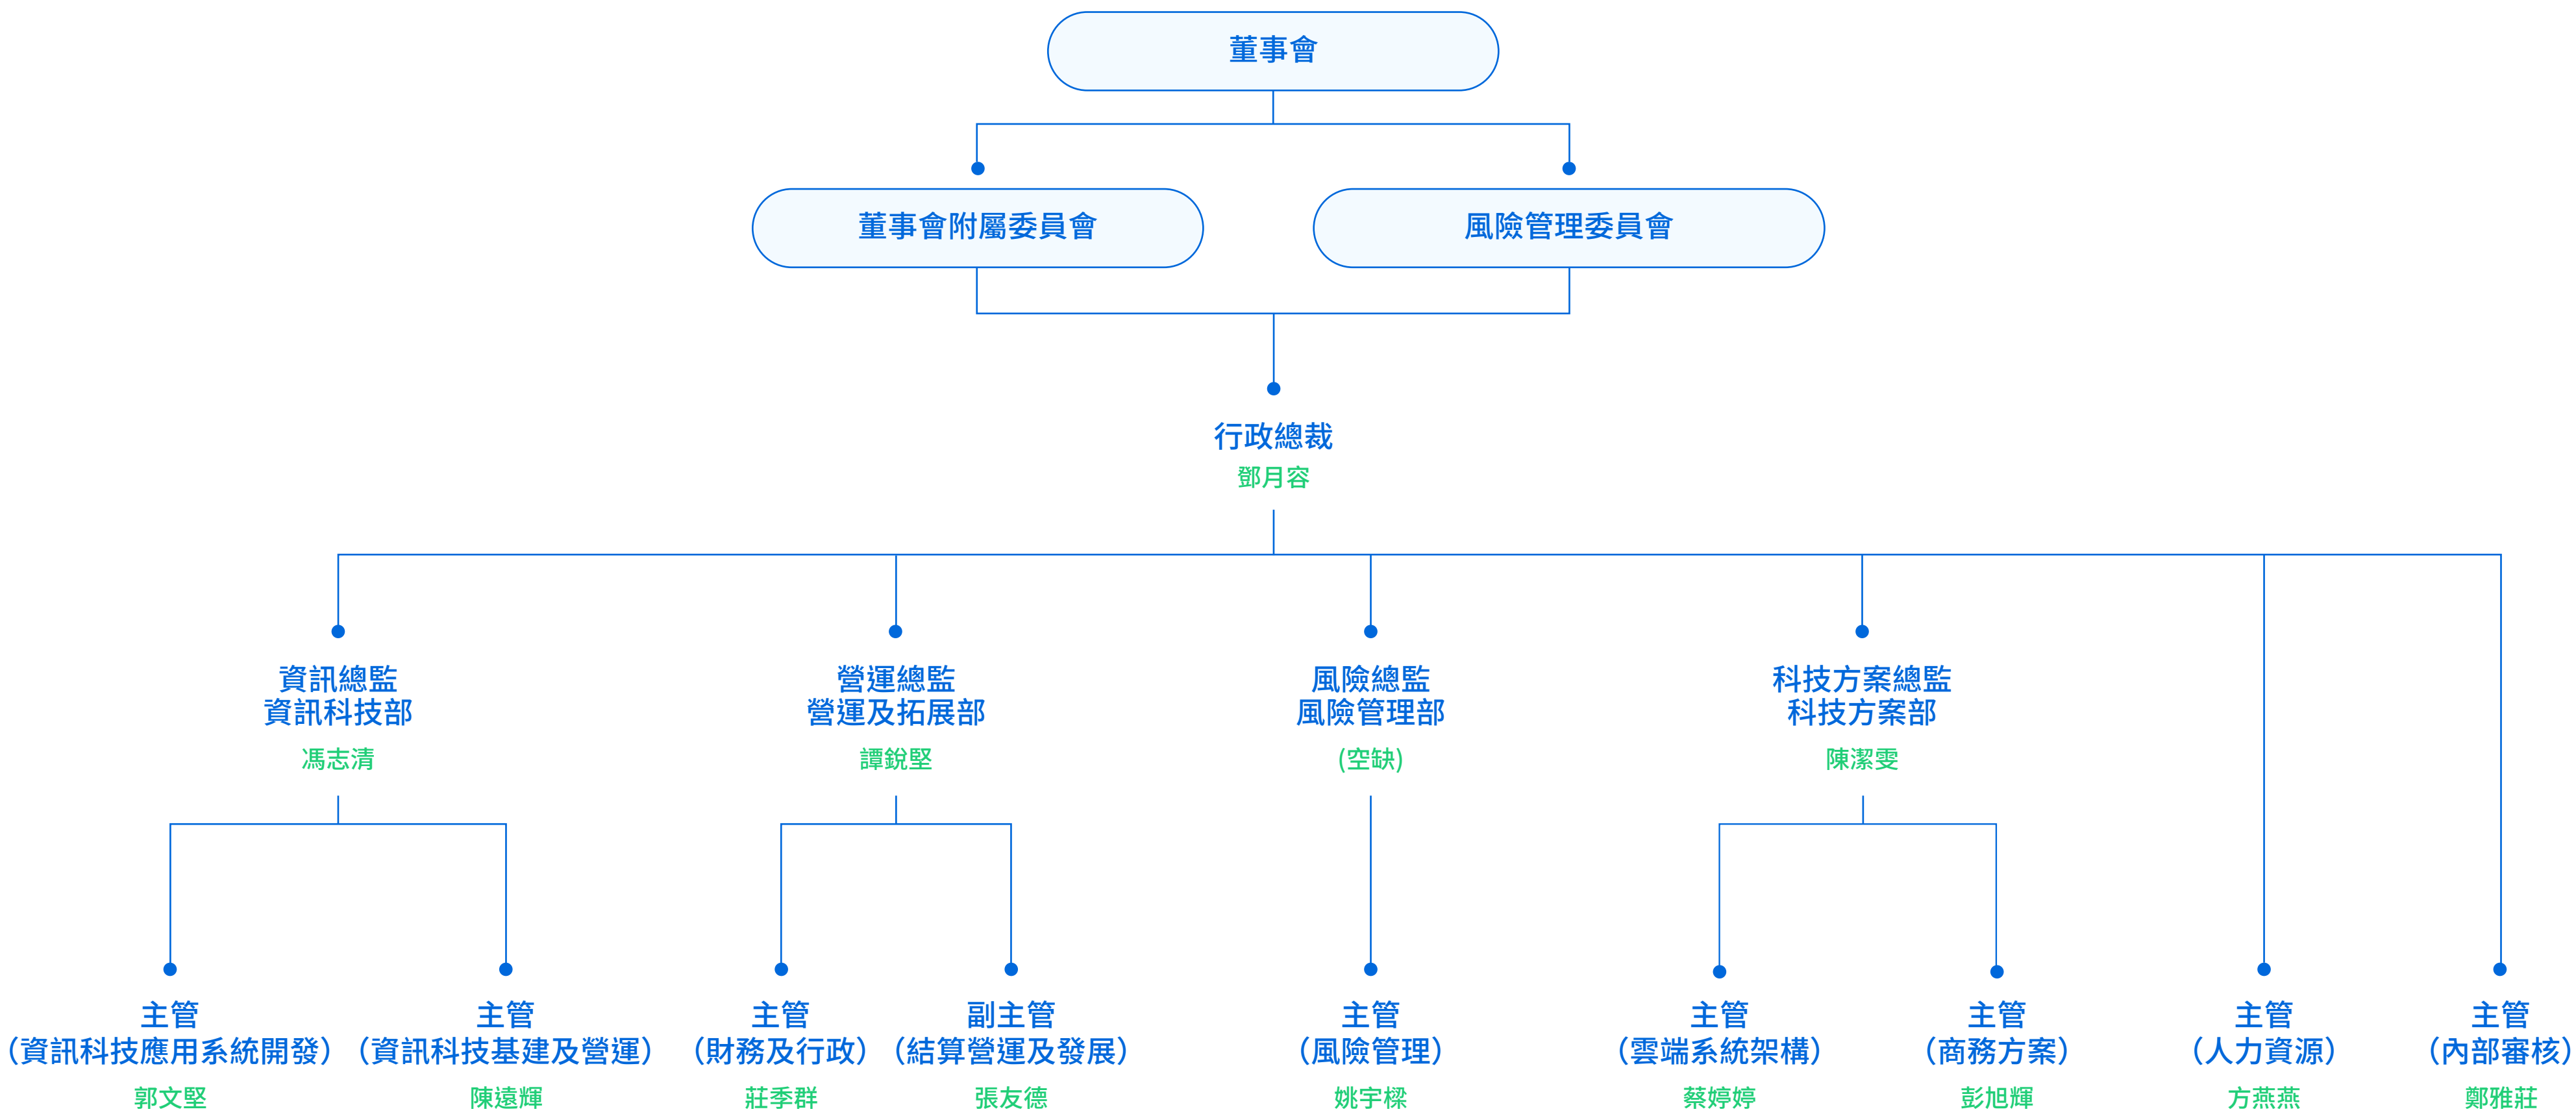 董事會
董事會附屬委員會
風險管理委員會
行政總裁
鄧月容
資訊總監
資訊科技部
馮志清
營運總監
營運及拓展部
譚銳堅
風險總監
風險管理部
(空缺)
科技方案總監
科技方案部
陳潔雯
主管
（資訊科技應用系統開發）
郭文堅
主管
（資訊科技基建及營運）
陳遠輝
主管
（財務及行政）
莊季群
副主管
（結算營運及發展）
張友德
主管
（風險管理）
姚宇樑
主管
（雲端系統架構）
蔡婷婷
主管
（商務方案）
彭旭輝
主管
（人力資源）
方燕燕
主管
（內部審核）
鄭雅莊